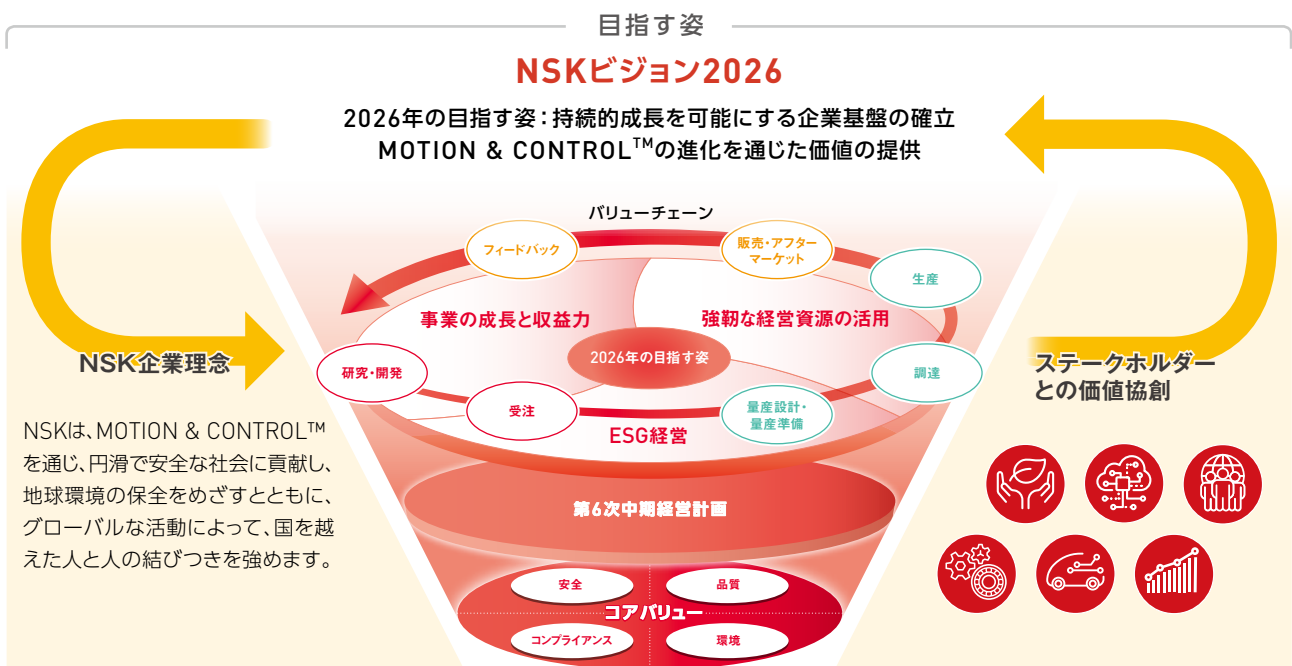 目指す姿
NSKビジョン2026
2026年の目指す姿：持続的成長を可能にする企業基盤の確立
MOTION & CONTROL™の進化を通じた価値の提供
バリューチェーン
フィードバック
販売・アフター
マーケット
生産
事業の成長と収益力
強靭な経営資源の活用
2026年の目指す姿
研究・開発
調達
受注
量産設計・
量産準備
ESG経営
第6次中期経営計画
安全
品質
コアバリュー
コンプライアンス
環境
NSK企業理念
NSKは、MOTION & CONTROL™
を通じ、円滑で安全な社会に貢献し、
地球環境の保全をめざすとともに、
グローバルな活動によって、国を越
えた人と人の結びつきを強めます。
ステークホルダー
との価値協創